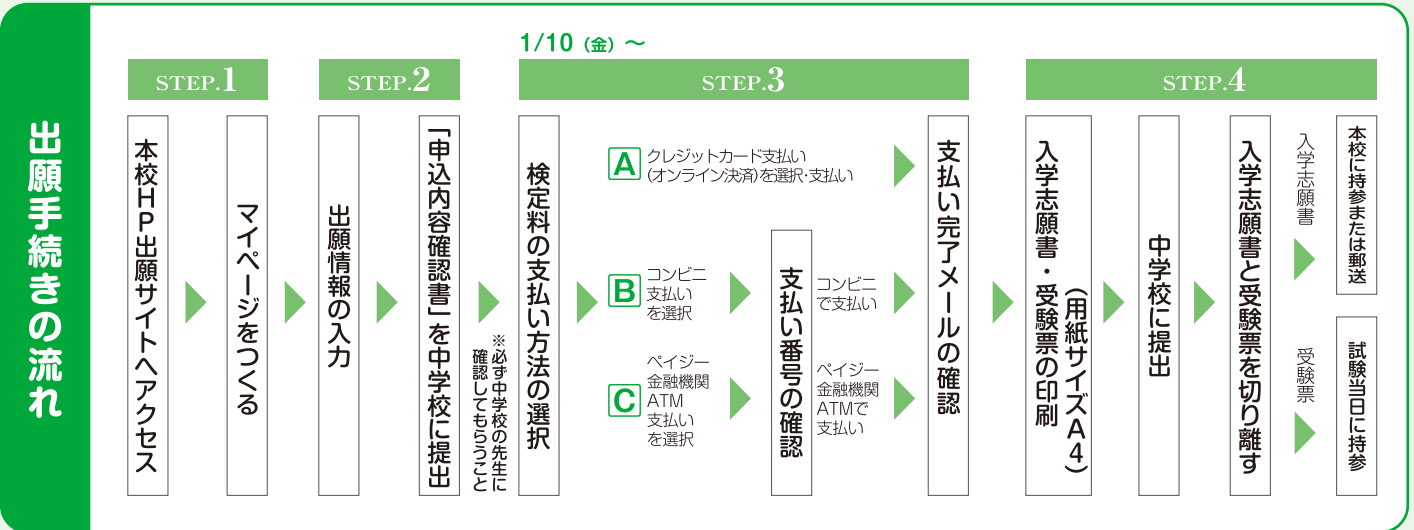 出願手続きの流れ
STEP.1
本校HP出願サイトへアクセス
マイページをつくる
STEP.2
出願情報の入力
「申込内容確認書」を中学校に提出
※必ず中学校の先生に
確認してもらうこと
1/10（金）～
STEP.3
検定料の支払い方法の選択
A
クレジットカード支払い
(オンライン決済)を選択・支払い
B
コンビニ
支払い
を選択
C
ペイジー
金融機関
ATM
支払い
を選択
支払い番号の確認
コンビニ
で支払い
ペイジー
金融機関
ATMで
支払い
支払い完了メールの確認
STEP.4
入学志願書・受験票の印刷
（用紙サイズA4）
中学校に提出
入学志願書と受験票を切り離す
入学志願書
本校に持参または郵送
受験票
試験当日に持参